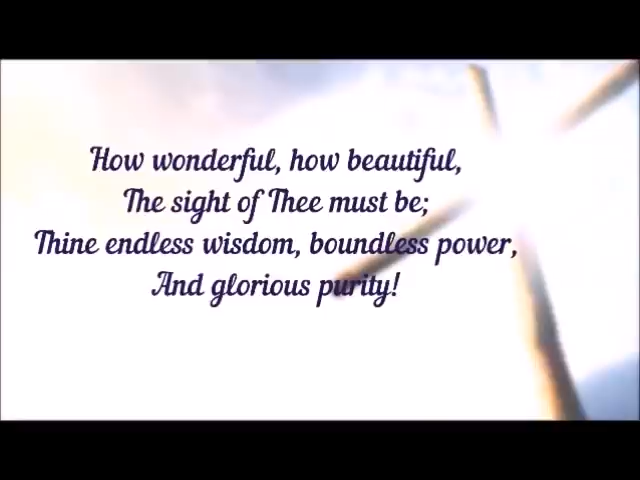 How wonderful, how beautiful,
The sight of Thee must be;
Thine endless wisdom, boundless power,
And glorious purity!